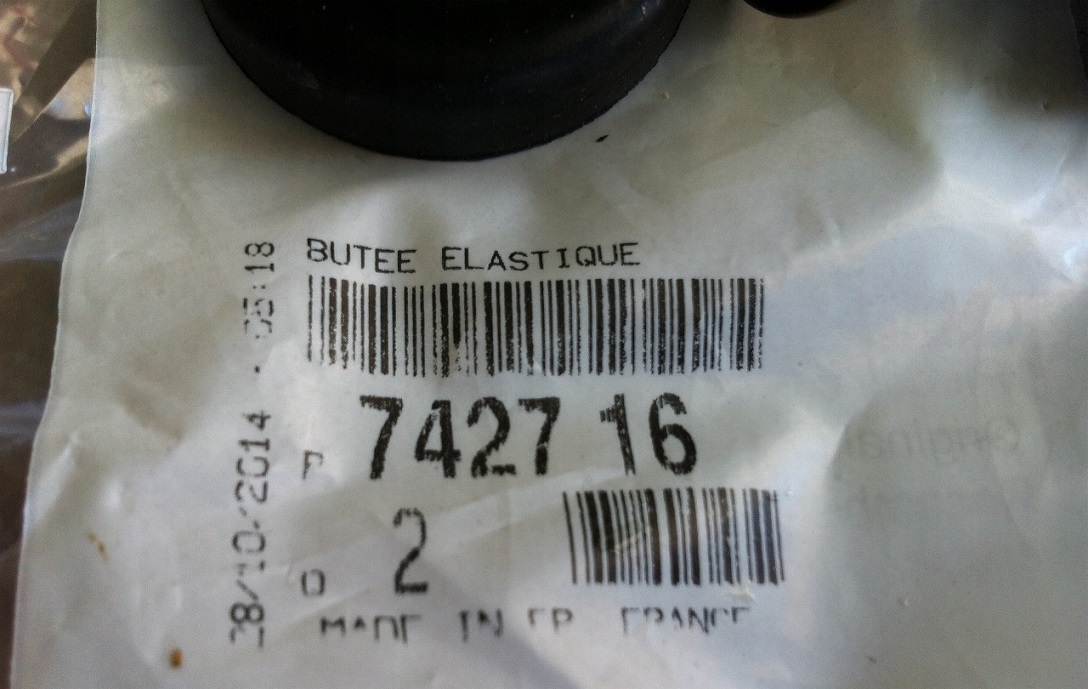 BUTEE ELASTIQUE
P 7427 16
Q 2
MADE IN FR FRANCE
28/10/2014 - 05:18